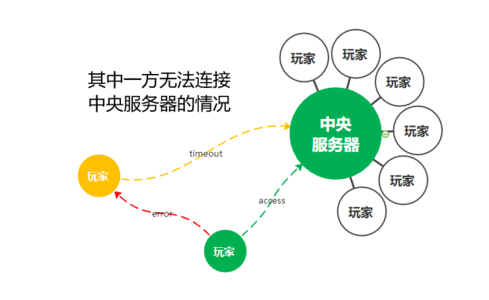 其中一方无法连接
中央服务器的情况
玩家
玩家
玩家
玩家
玩家
玩家
中央
服务器
timeout
玩家
error
access
玩家